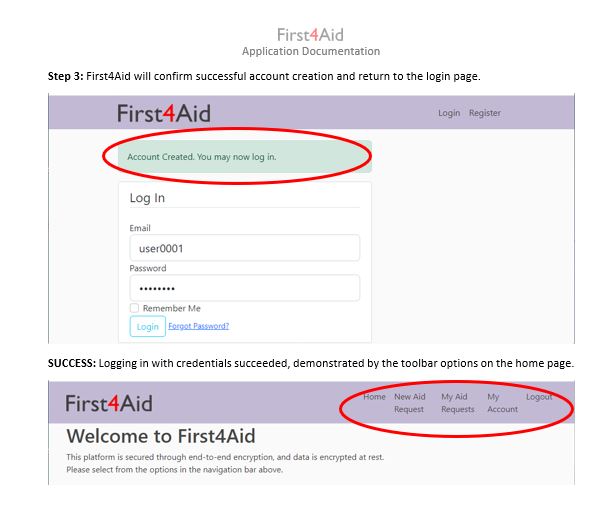 First4Aid
Application Documentation
Step 3: First4Aid will confirm successful account creation and return to the login page.
First4Aid
Login Register
Account Created. You may now log in.
Log In
Email
user0001
Password
••••••••
Remember Me
Login Forgot Password?
SUCCESS: Logging in with credentials succeeded, demonstrated by the toolbar options on the home page.
First4Aid
Home New Aid My Aid My Logout
Request Requests Account
Welcome to First4Aid
This platform is secured through end-to-end encryption, and data is encrypted at rest.
Please select from the options in the navigation bar above.